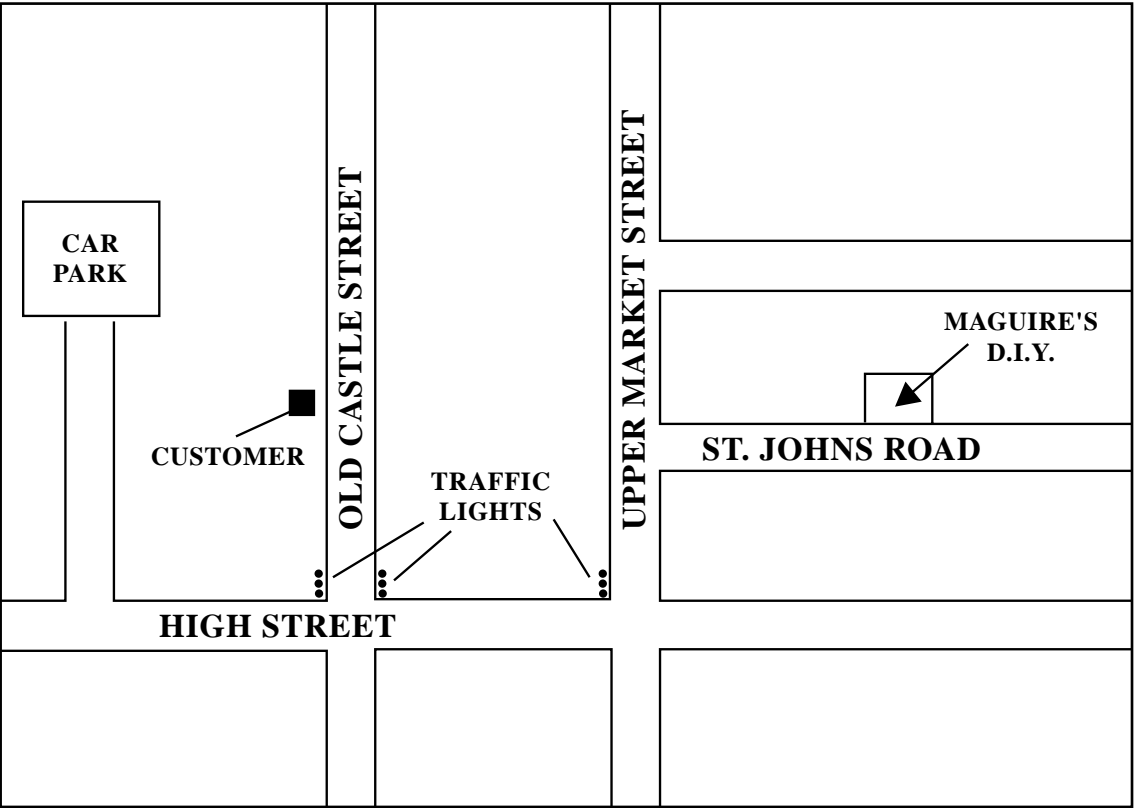 CAR
PARK
CUSTOMER
OLD CASTLE STREET
TRAFFIC
LIGHTS
UPPER MARKET STREET
MAGUIRE'S
D.I.Y.
ST. JOHNS ROAD
HIGH STREET